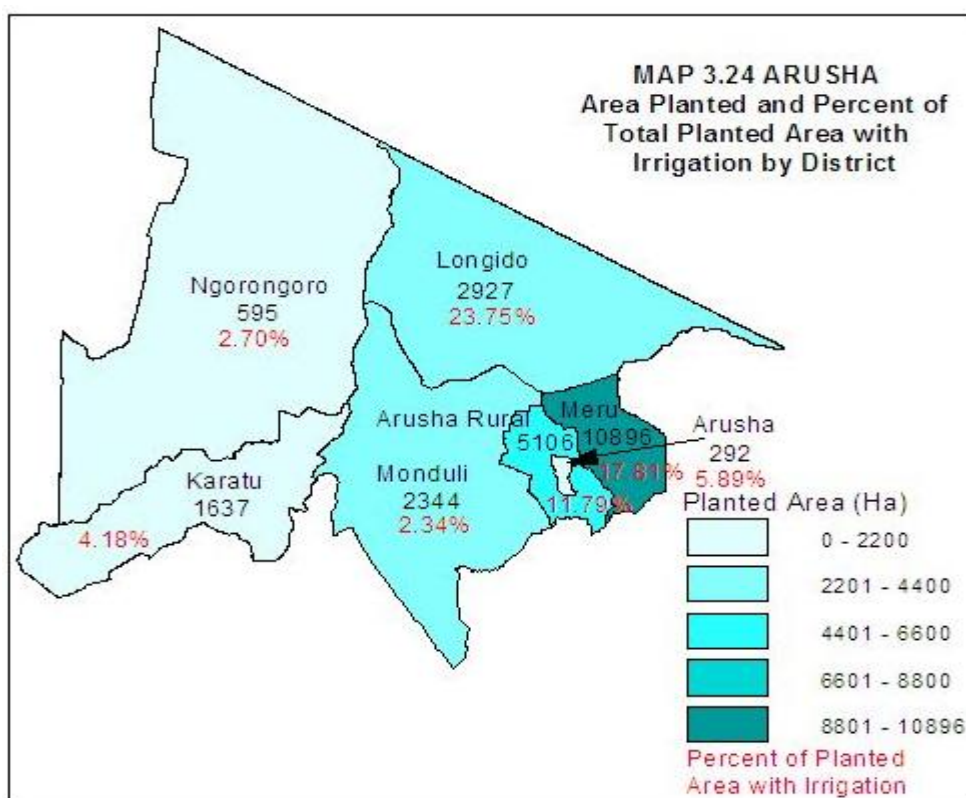 MAP 3.24 ARUSHA
Area Planted and Percent of
Total Planted Area with
Irrigation by District
Longido
2927
23.75%
Ngorongoro
595
2.70%
Meru
10896
17.81%
Arusha Rural
5106
11.79%
Arusha
292
5.89%
Monduli
2344
2.34%
Karatu
1637
4.18%
Planted Area (Ha)
0 - 2200
2201 - 4400
4401 - 6600
6601 - 8800
8801 - 10896
Percent of Planted
Area with Irrigation